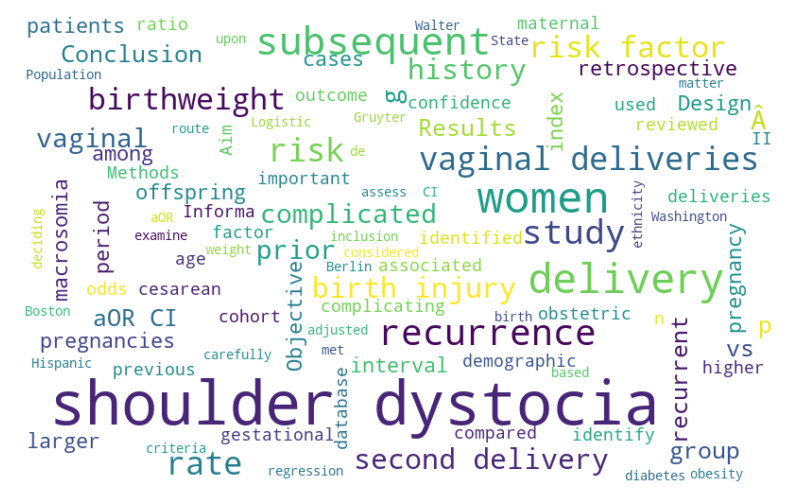 patients
ratio
upon
Walter
maternal
subsequent
State
risk factor
Conclusion
cases
history
retrospective
Population
matter
birthweight
outcome
g
confidence
index
used
Design
Â
route
Logistic
Gruyter
Results
reviewed
II
vaginal
Aim
risk
de
vaginal deliveries
among
Methods
important
offspring
assess
CI
women
ethnicity
deliveries
macrosomia
period
aOR
Informa
complicated
Washington
deciding
examine
factor
inclusion
identified
study
pregnancy
weight
prior
considered
age
Objective
Berlin
associated
delivery
odds
cesarean
birth injury
Boston
aOR CI
cohort
complicating
birth
obstetric
n
p
adjusted
recurrence
recurrent
pregnancies
met
vs
Hispanic
previous
carefully
interval
demographic
based
higher
database
shoulder dystocia
larger
gestational
compared
identify
criteria
rate
regression
second delivery
group
diabetes
obesity